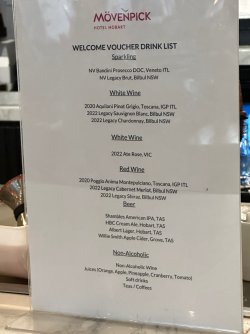 MÖVENPICK
HOTEL HOBART
WELCOME VOUCHER DRINK LIST
Sparkling
NV Bandini Prosecco DOC, Veneto ITL
NV Legacy Brut, Bilbul NSW
White Wine
2020 Aquilani Pinot Grigio, Toscana, IGP ITL
2022 Legacy Sauvignon Blanc, Bilbul NSW
2022 Legacy Chardonnay, Bilbul NSW
White Wine
2022 Ate Rose, VIC
Red Wine
2020 Poggio Anima Montepulciano, Toscana, IGP ITL
2022 Legacy Cabernet Merlot, Bilbul NSW
2022 Legacy Shiraz, Bilbul NSW
Beer
Shambles American IPA, TAS
HBC Cream Ale, Hobart, TAS
Albert Lager, Hobart, TAS
Willie Smith Apple Cider, Grove, TAS
Non-Alcoholic
Non-Alcoholic Wine
Juices (Orange, Apple, Pineapple, Cranberry, Tomato)
Soft drinks
Teas / Coffees